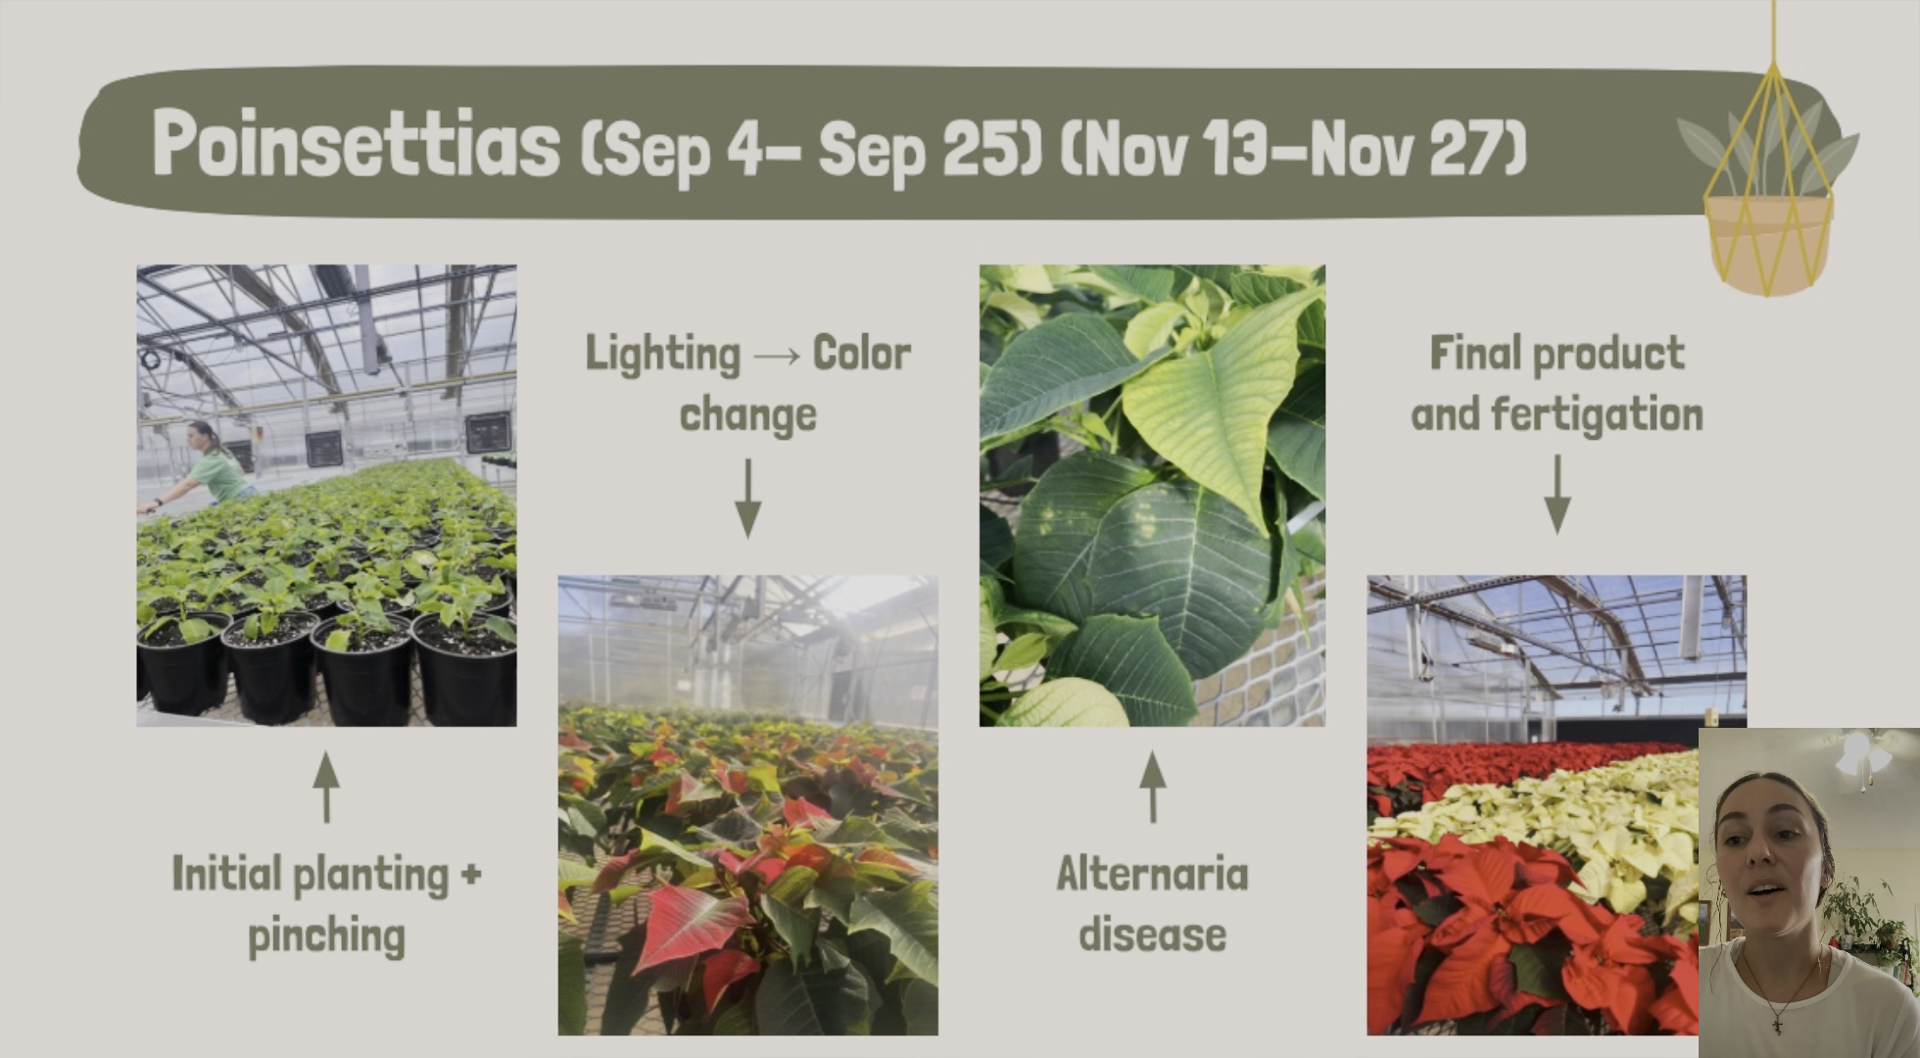 Poinsettias (Sep 4– Sep 25) (Nov 13–Nov 27)
Initial planting +
pinching
Lighting → Color
change
Alternaria
disease
Final product
and fertigation